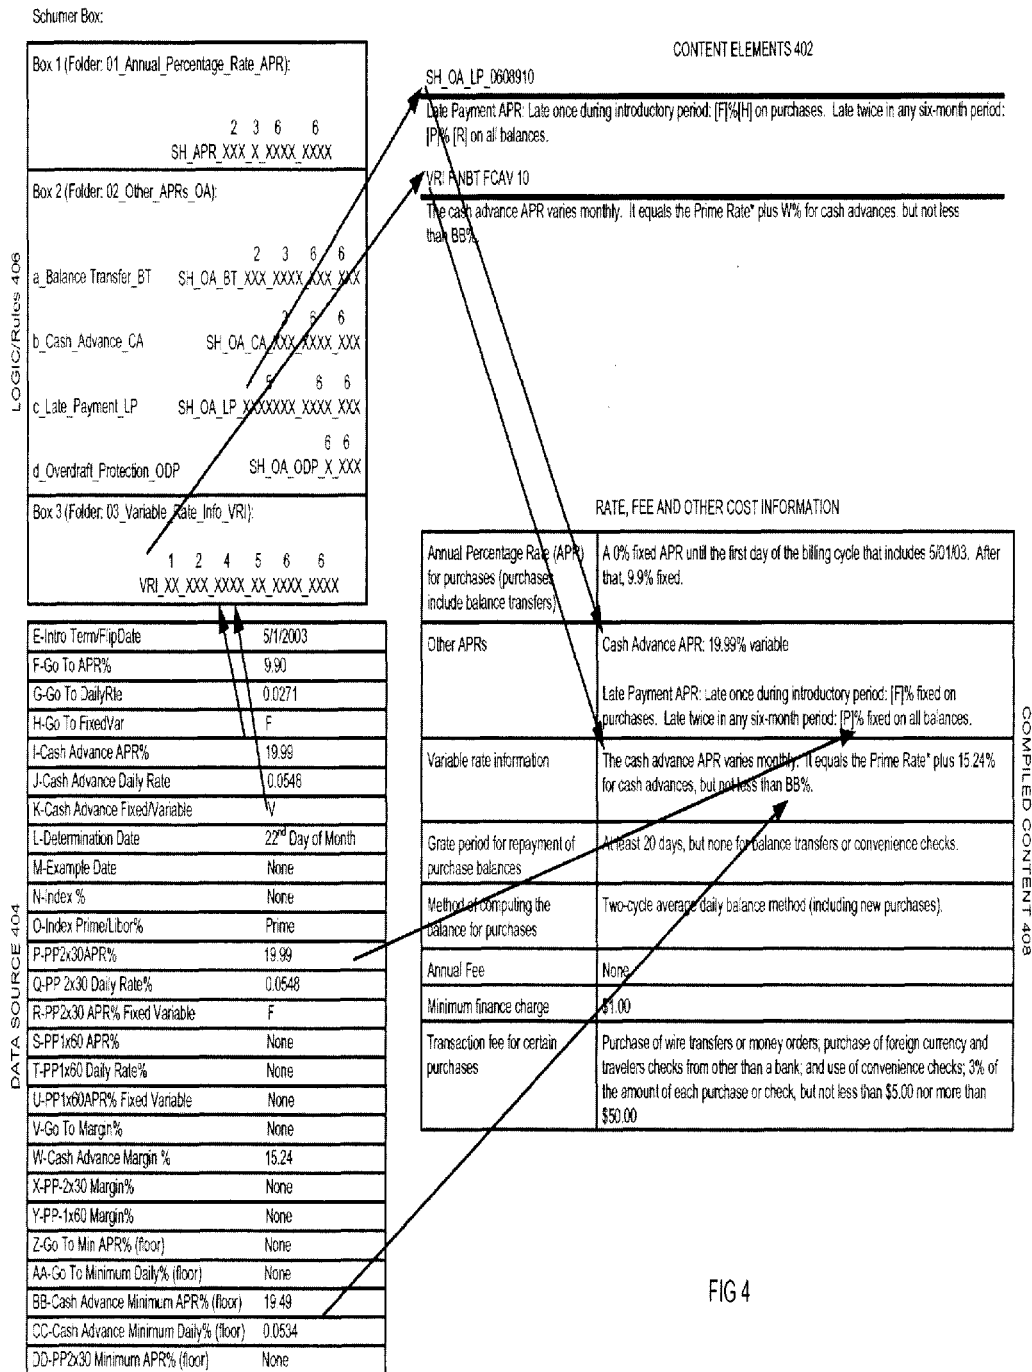 Schumer Box:
Box 1 (Folder: 01_Annual_Percentage_Rate_APR):
2 3 6 6
SH_APR_XXX_X_XXXX_XXXX
Box 2 (Folder: 02_Other_APRs_OA):
2 3 6 6
a_Balance Transfer_BT SH_OA_BT_XXX_XXXX_XXX_XXX
3 6 6
b_Cash_Advance_CA SH_OA_CA_XXX_XXXX_XXX
5 6 6
c_Late_Payment_LP SH_OA_LP_XXXXXXX_XXXX_XXX
6 6
d_Overdraft_Protection_ODP SH_OA_ODP_X_XXX
Box 3 (Folder: 03_Variable_Rate_Info_VRI):
1 2 4 5 6 6
VRI_XX_XXX_XXXX_XX_XXXX_XXXX
LOGIC/Rules 406
CONTENT ELEMENTS 402
SH_OA_LP_0608910
Late Payment APR: Late once during introductory period: [F]%[H] on purchases. Late twice in any six-month period:
[P]% [R] on all balances.
VRI FNBT FCAV 10
The cash advance APR varies monthly. It equals the Prime Rate* plus W% for cash advances, but not less
than BB%.
E-Intro Term/FlipDate 5/1/2003
F-Go To APR% 9.90
G-Go To DailyRte 0.0271
H-Go To FixedVar F
I-Cash Advance APR% 19.99
J-Cash Advance Daily Rate 0.0548
K-Cash Advance Fixed/Variable V
L-Determination Date 22nd Day of Month
M-Example Date None
N-Index % None
O-Index Prime/Libor% Prime
P-PP2x30APR% 19.99
Q-PP 2x30 Daily Rate% 0.0548
R-PP2x30 APR% Fixed Variable F
S-PP1x60 APR% None
T-PP1x60 Daily Rate% None
U-PP1x60APR% Fixed Variable None
V-Go To Margin% None
W-Cash Advance Margin % 15.24
X-PP-2x30 Margin% None
Y-PP-1x60 Margin% None
Z-Go To Min APR% (floor) None
AA-Go To Minimum Daily% (floor) None
BB-Cash Advance Minimum APR% (floor) 19.49
CC-Cash Advance Minimum Daily% (floor) 0.0534
DD-PP2x30 Minimum APR% (floor) None
DATA SOURCE 404
RATE, FEE AND OTHER COST INFORMATION
Annual Percentage Rate (APR)
for purchases (purchases
include balance transfers)
A 0% fixed APR until the first day of the billing cycle that includes 5/01/03. After
that, 9.9% fixed.
Other APRs
Cash Advance APR: 19.99% variable
Late Payment APR: Late once during introductory period: [F]% fixed on
purchases. Late twice in any six-month period: [P]% fixed on all balances.
Variable rate information
The cash advance APR varies monthly. It equals the Prime Rate* plus 15.24%
for cash advances, but not less than BB%.
Grate period for repayment of
purchase balances
At least 20 days, but none for balance transfers or convenience checks.
Method of computing the
balance for purchases
Two-cycle average daily balance method (including new purchases).
Annual Fee None
Minimum finance charge $1.00
Transaction fee for certain
purchases
Purchase of wire transfers or money orders; purchase of foreign currency and
travelers checks from other than a bank; and use of convenience checks; 3% of
the amount of each purchase or check, but not less than $5.00 nor more than
$50.00
COMPILED CONTENT 408
FIG 4